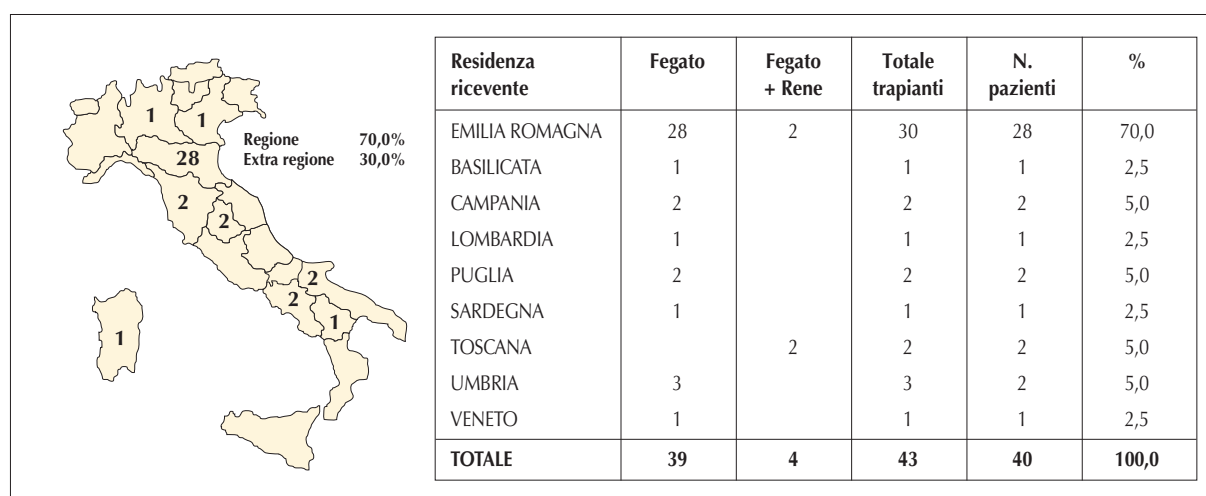 1
1
Regione 70,0%
Extra regione 30,0%
28
2
2
2
2
1
1
Residenza ricevente Fegato Fegato + Rene Totale trapianti N. pazienti %
EMILIA ROMAGNA 28 2 30 28 70,0
BASILICATA 1 1 1 2,5
CAMPANIA 2 2 2 5,0
LOMBARDIA 1 1 1 2,5
PUGLIA 2 2 2 5,0
SARDEGNA 1 1 1 2,5
TOSCANA 2 2 2 5,0
UMBRIA 3 3 2 5,0
VENETO 1 1 1 2,5
TOTALE 39 4 43 40 100,0